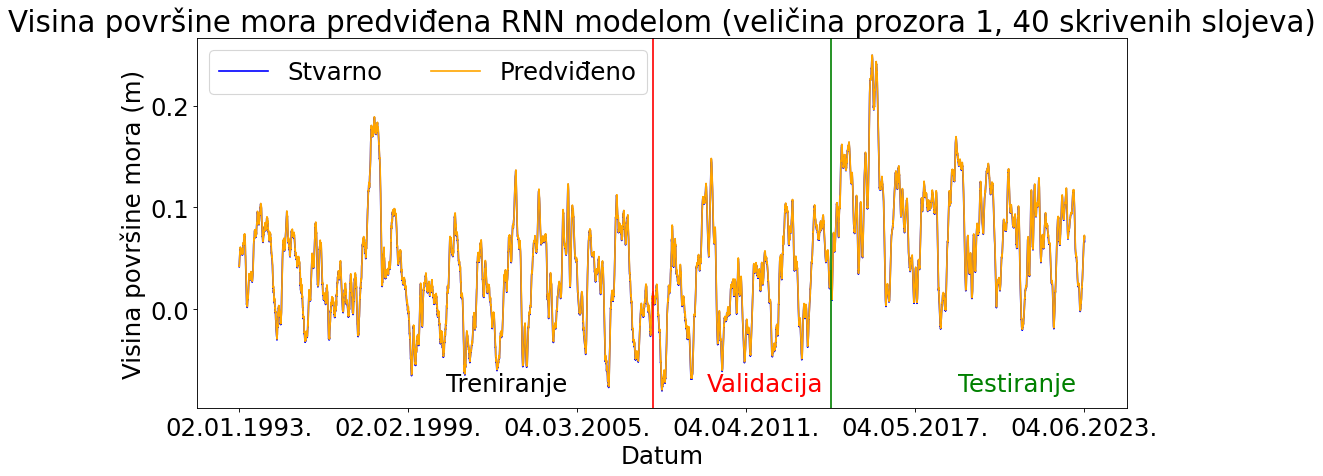 Visina površine mora predviđena RNN modelom (veličina prozora 1, 40 skrivenih slojeva)
Stvarno Predviđeno
Visina površine mora (m)
0.2
0.1
0.0
Treniranje Validacija Testiranje
02.01.1993. 02.02.1999. 04.03.2005. 04.04.2011. 04.05.2017. 04.06.2023.
Datum